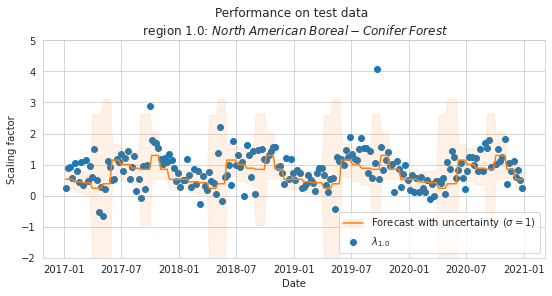 Performance on test data
region 1.0: North American Boreal − Conifer Forest
Scaling factor
5
4
3
2
1
0
−1
−2
2017-01 2017-07 2018-01 2018-07 2019-01 2019-07 2020-01 2020-07 2021-01
Date
Forecast with uncertainty (σ = 1)
λ1.0